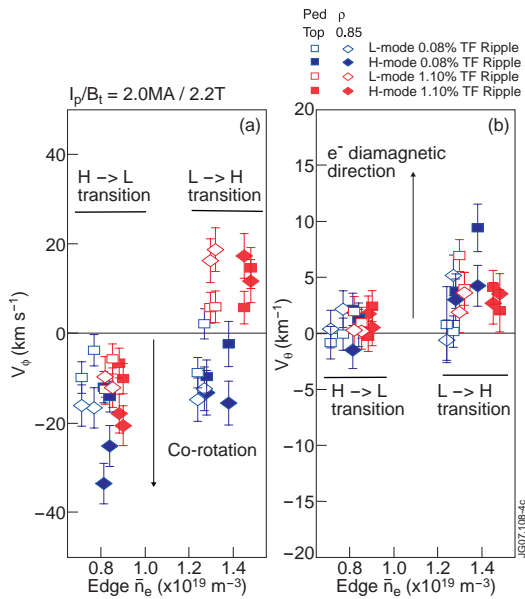 Ped ρ
Top 0.85
L-mode 0.08% TF Ripple
H-mode 0.08% TF Ripple
L-mode 1.10% TF Ripple
H-mode 1.10% TF Ripple
Ip/Bt = 2.0MA / 2.2T
(a)
H –> L transition
L –> H transition
Co-rotation
Vϕ (km s⁻¹)
40
20
0
−20
−40
0.8 1.0 1.2 1.4
Edge n̄e (x10¹⁹ m⁻³)
(b)
e⁻ diamagnetic
direction
H –> L
transition
L –> H
transition
Vθ (km⁻¹)
20
15
10
5
0
−5
−10
−15
−20
0.8 1.0 1.2 1.4
Edge n̄e (x10¹⁹ m⁻³)
JG07.108-4c